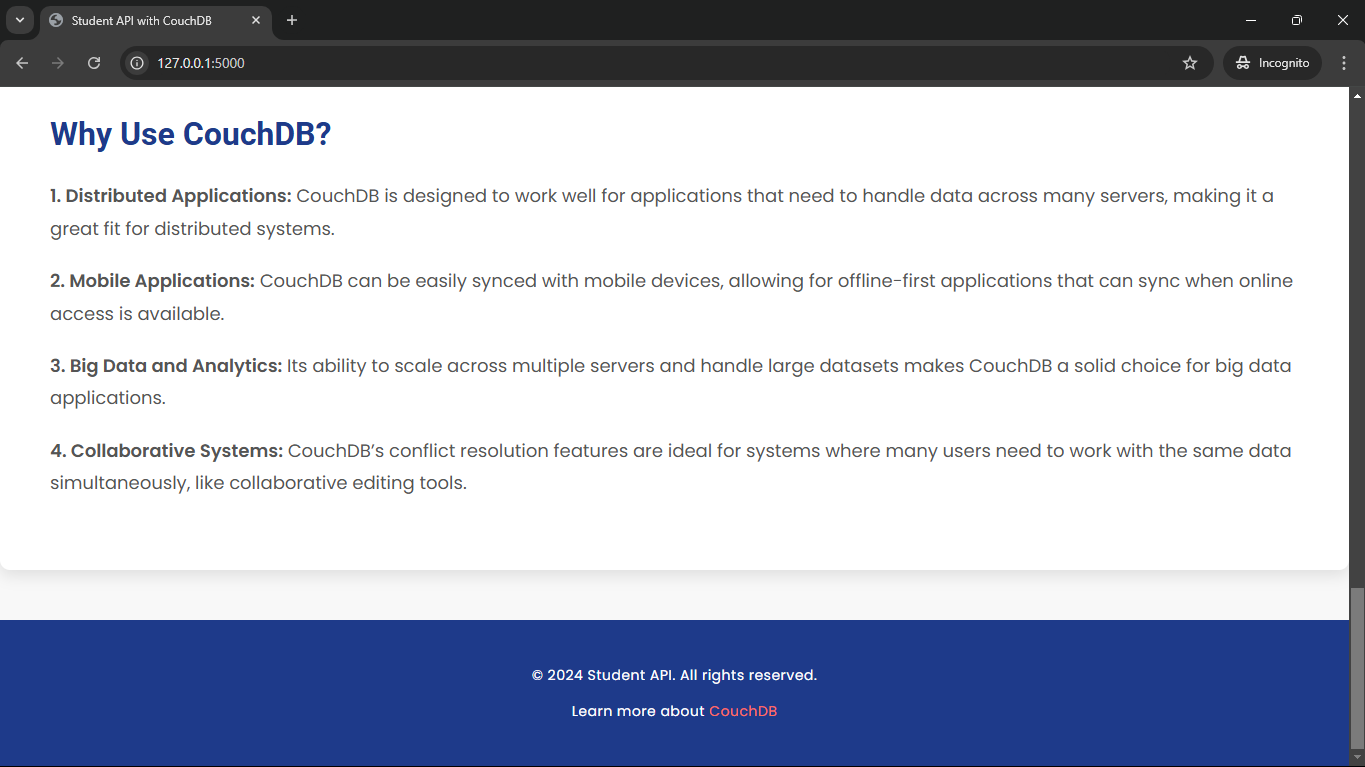 Student API with CouchDB
127.0.0.1:5000
Incognito
Why Use CouchDB?
1. Distributed Applications: CouchDB is designed to work well for applications that need to handle data across many servers, making it a
great fit for distributed systems.
2. Mobile Applications: CouchDB can be easily synced with mobile devices, allowing for offline-first applications that can sync when online
access is available.
3. Big Data and Analytics: Its ability to scale across multiple servers and handle large datasets makes CouchDB a solid choice for big data
applications.
4. Collaborative Systems: CouchDB’s conflict resolution features are ideal for systems where many users need to work with the same data
simultaneously, like collaborative editing tools.
© 2024 Student API. All rights reserved.
Learn more about CouchDB